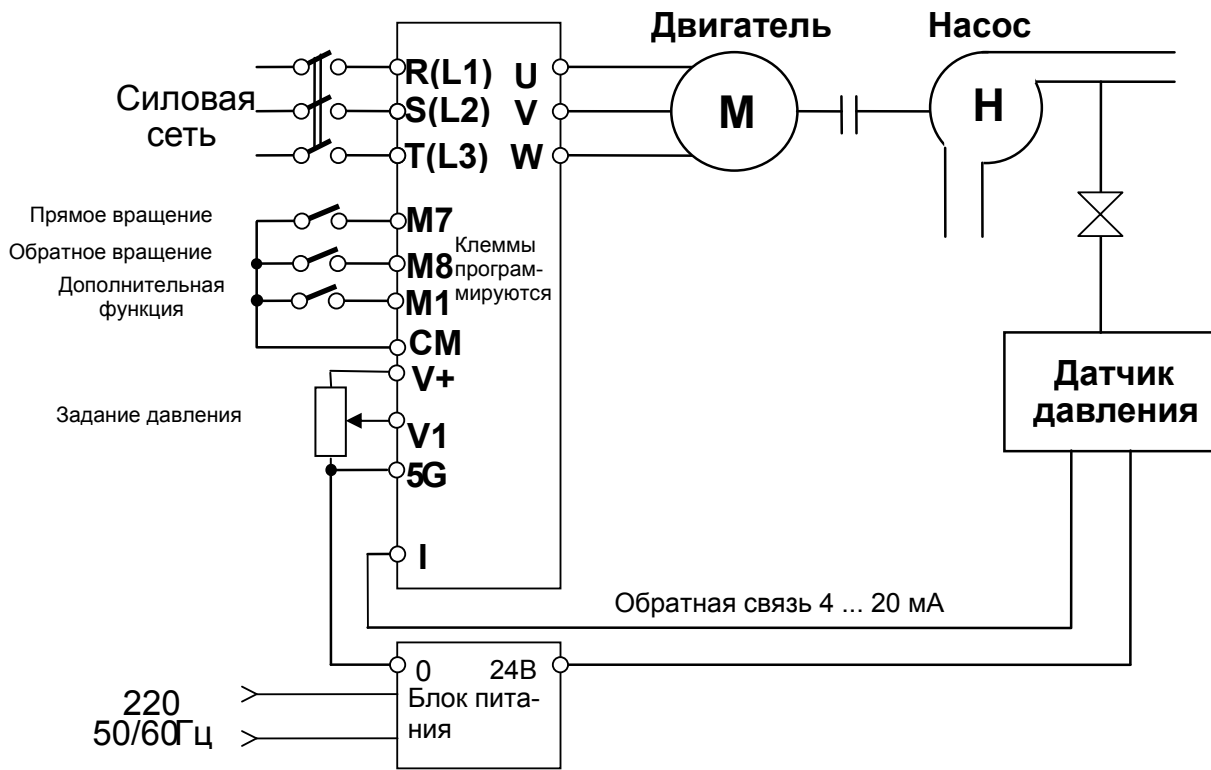 Двигатель
Насос
Силовая
сеть
R(L1) U
S(L2) V
T(L3) W
М
Н
Прямое вращение
Обратное вращение
Дополнительная
функция
M7
M8
M1
CM
Клеммы
програм-
мируются
V+
Задание давления
V1
5G
I
Датчик
давления
Обратная связь 4 ... 20 мА
0 24В
Блок пита-
ния
220
50/60Гц